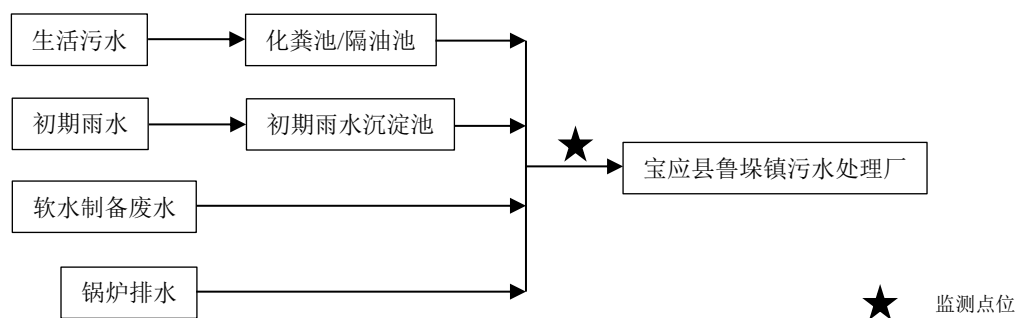 生活污水
化粪池/隔油池
初期雨水
初期雨水沉淀池
宝应县鲁垛镇污水处理厂
软水制备废水
锅炉排水
监测点位